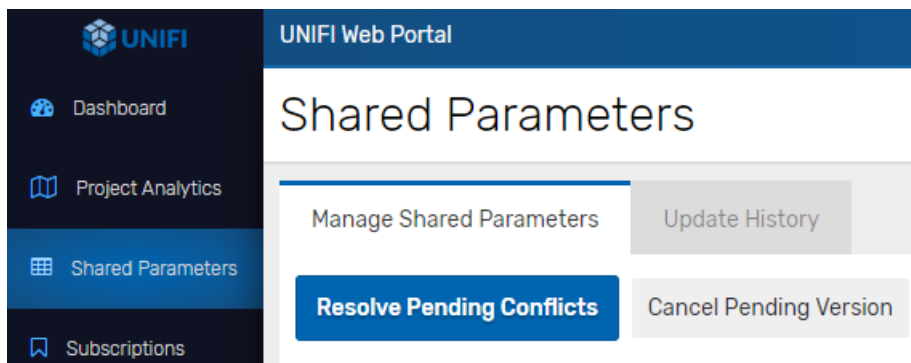 UNIFI
UNIFI Web Portal
Dashboard
Project Analytics
Shared Parameters
Subscriptions
Shared Parameters
Manage Shared Parameters
Update History
Resolve Pending Conflicts
Cancel Pending Version